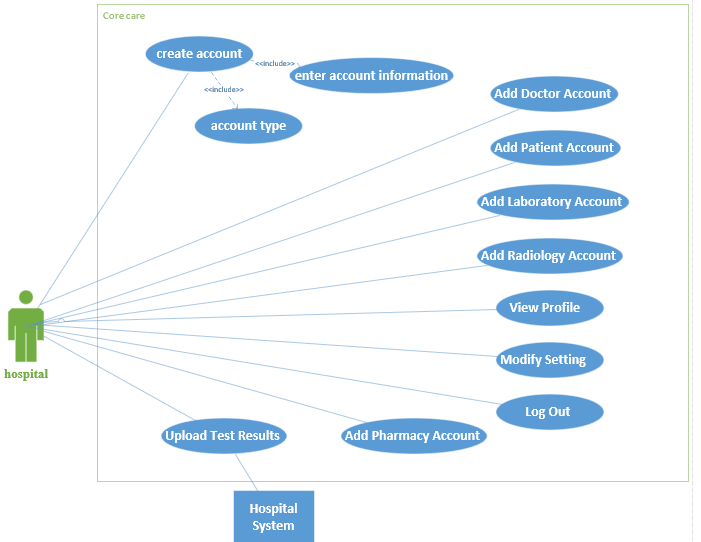 Core care
create account
<<include>>
enter account information
<<include>>
account type
Add Doctor Account
Add Patient Account
Add Laboratory Account
Add Radiology Account
View Profile
Modify Setting
Log Out
hospital
Upload Test Results
Add Pharmacy Account
Hospital
System